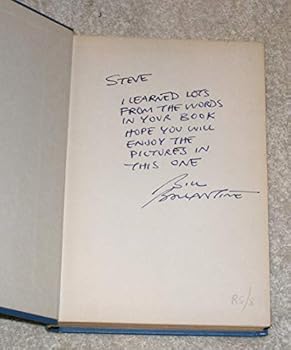 STEVE
I LEARNED LOTS
FROM THE WORDS
IN YOUR BOOK
HOPE YOU WILL
ENJOY THE
PICTURES IN
THIS ONE
BILL
BALLANTINE